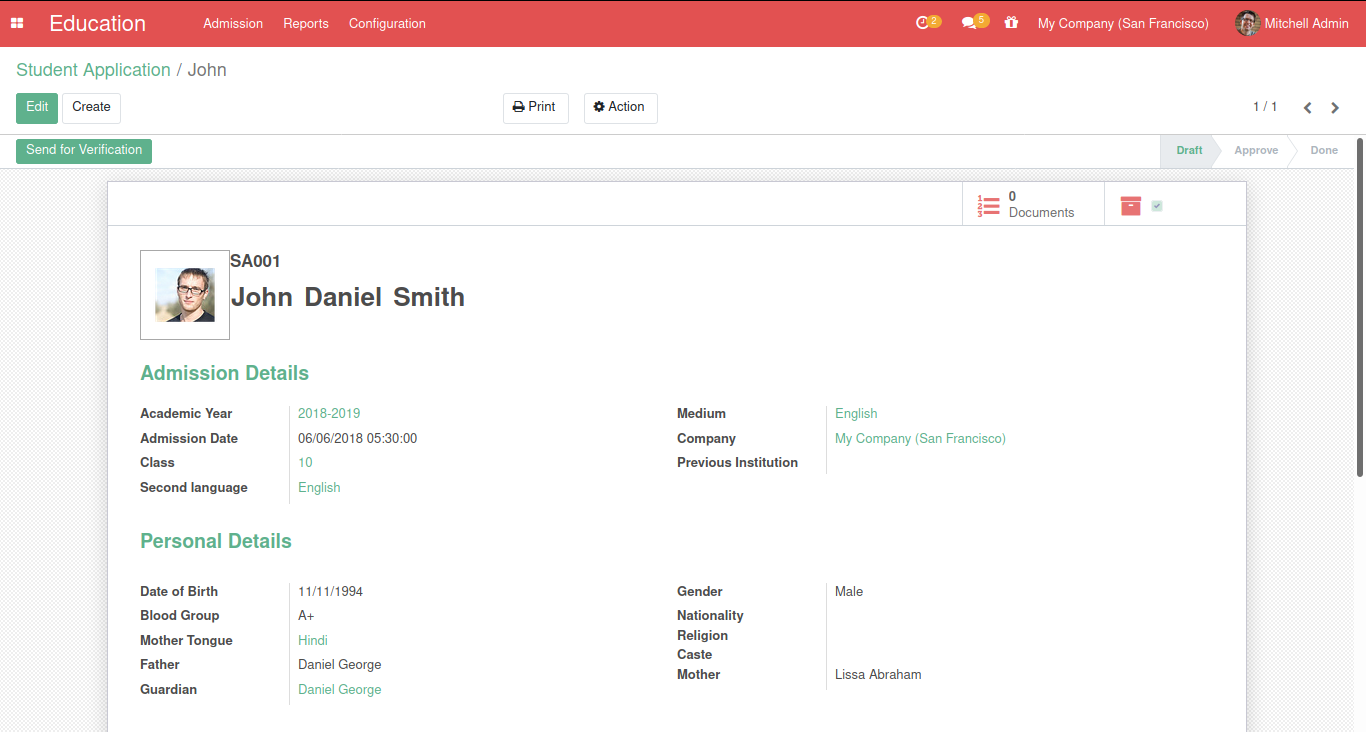 Education Admission Reports Configuration 2 5 My Company (San Francisco) Mitchell Admin
Student Application / John
Edit Create Print Action 1 / 1
Send for Verification Draft Approve Done
0
Documents
SA001
John Daniel Smith
Admission Details
Academic Year 2018-2019 Medium English
Admission Date 06/06/2018 05:30:00 Company My Company (San Francisco)
Class 10 Previous Institution
Second language English
Personal Details
Date of Birth 11/11/1994 Gender Male
Blood Group A+ Nationality
Religion
Mother Tongue Hindi
Caste
Father Daniel George Mother Lissa Abraham
Guardian Daniel George